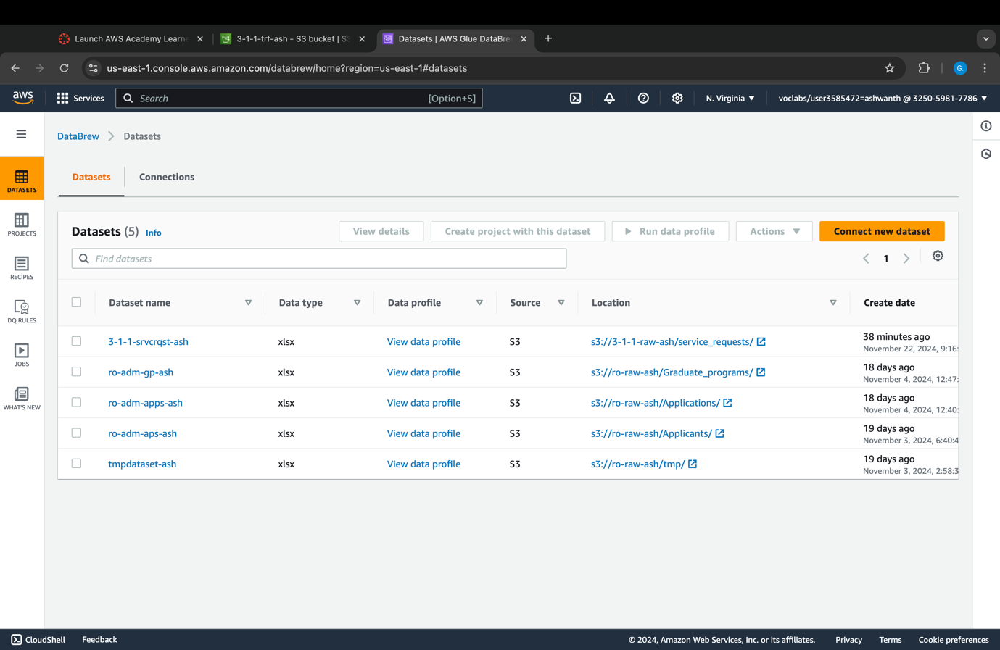 Launch AWS Academy Learne
3-1-1-trf-ash - S3 bucket | S3
Datasets | AWS Glue DataBre
us-east-1.console.aws.amazon.com/databrew/home?region=us-east-1#datasets
G.
aws
Services
Search
[Option+S]
N. Virginia
voclabs/user3585472=ashwanth @ 3250-5981-7786
DATASETS
PROJECTS
RECIPES
DQ RULES
JOBS
WHAT'S NEW
DataBrew
Datasets
Datasets
Connections
Datasets (5) Info
View details
Create project with this dataset
Run data profile
Actions
Connect new dataset
Find datasets
1
Dataset name
Data type
Data profile
Source
Location
Create date
3-1-1-srvcrqst-ash
xlsx
View data profile
S3
s3://3-1-1-raw-ash/service_requests/
38 minutes ago
November 22, 2024, 9:16:
ro-adm-gp-ash
xlsx
View data profile
S3
s3://ro-raw-ash/Graduate_programs/
18 days ago
November 4, 2024, 12:47:
ro-adm-apps-ash
xlsx
View data profile
S3
s3://ro-raw-ash/Applications/
18 days ago
November 4, 2024, 12:40:
ro-adm-aps-ash
xlsx
View data profile
S3
s3://ro-raw-ash/Applicants/
19 days ago
November 3, 2024, 6:40:4
tmpdataset-ash
xlsx
View data profile
S3
s3://ro-raw-ash/tmp/
19 days ago
November 3, 2024, 2:58:3
CloudShell
Feedback
© 2024, Amazon Web Services, Inc. or its affiliates.
Privacy
Terms
Cookie preferences